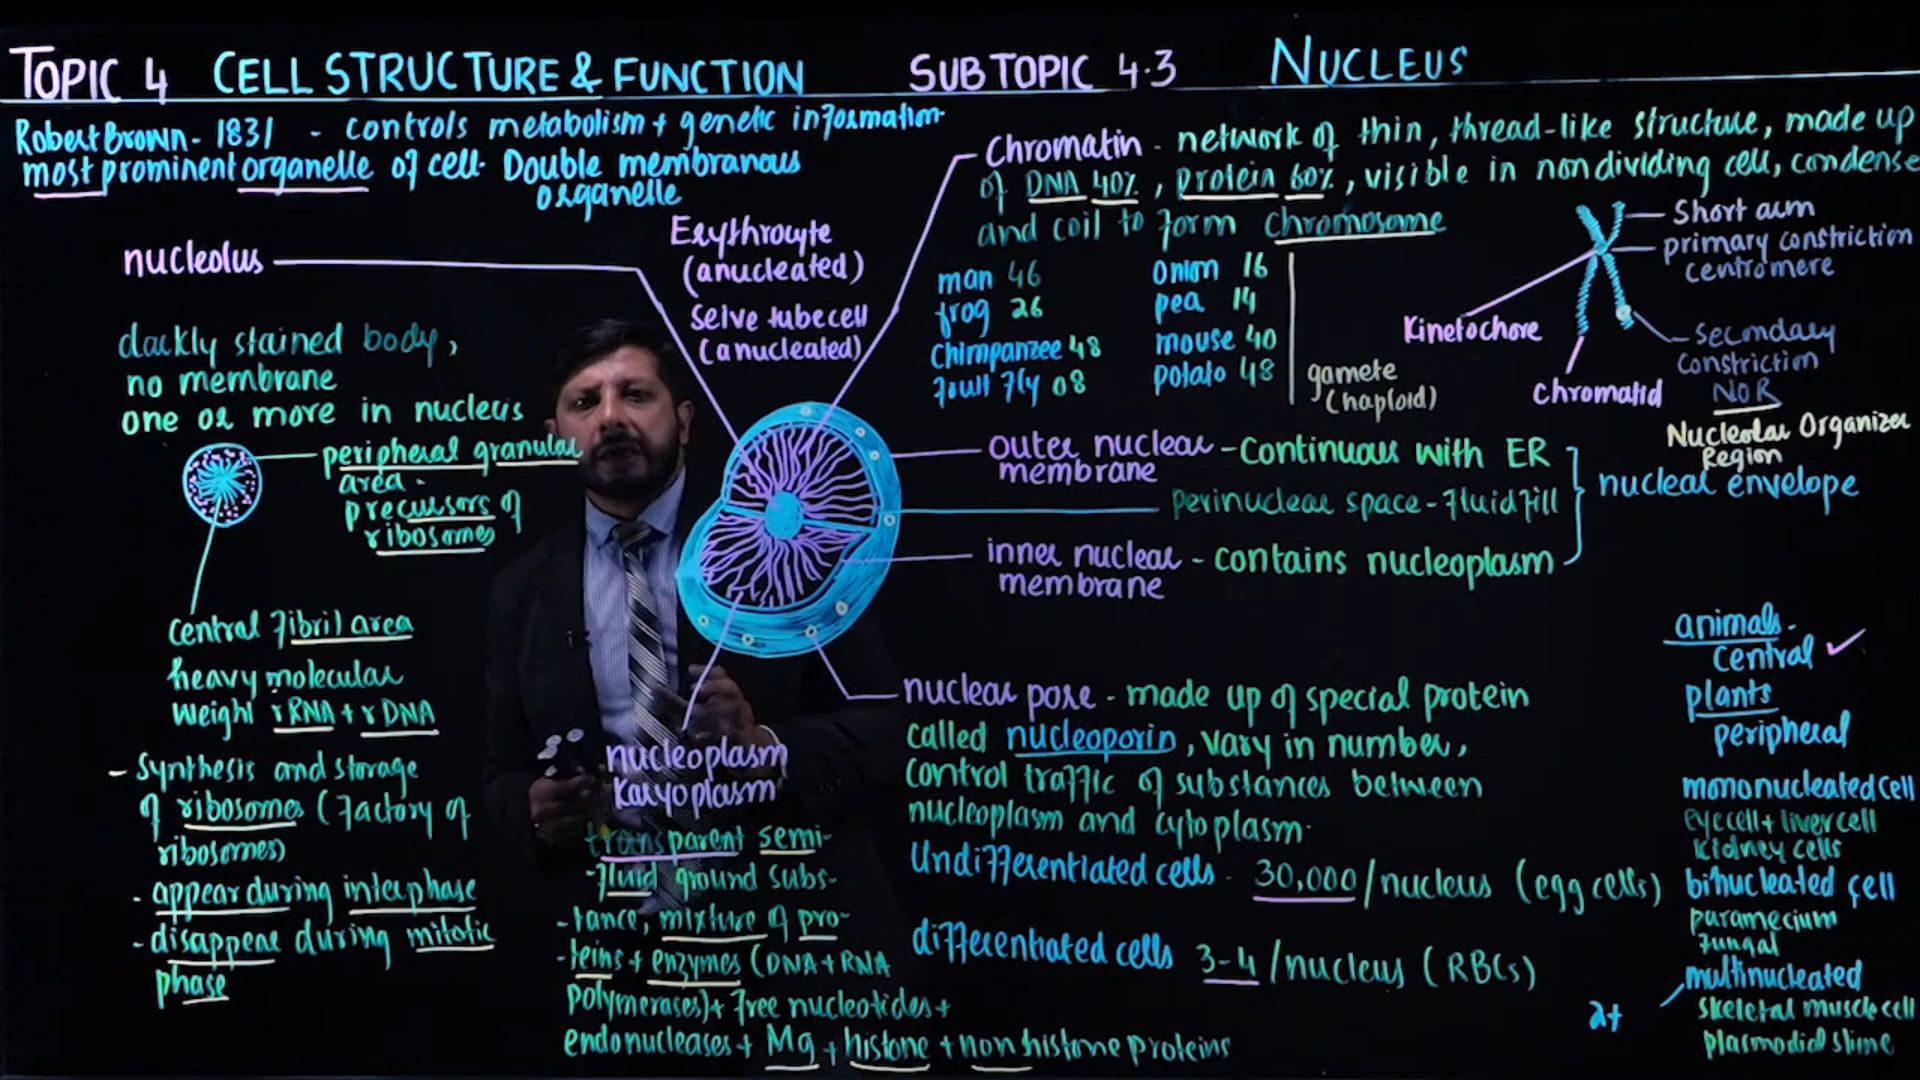 TOPIC 4 CELL STRUCTURE & FUNCTION SUBTOPIC 4.3 NUCLEUS
Robert Brown - 1831 - controls metabolism + genetic information
most prominent organelle of cell. Double membranous
organelle
Chromatin - network of thin, thread-like structure, made up
of DNA 40%, protein 60%, visible in nondividing cell, condense
and coil to form chromosome
Erythrocyte
(anucleated)
Seive tube cell
(anucleated)
nucleolus
darkly stained body,
no membrane
one or more in nucleus
peripheral granular
area.
precursors of
ribosomes
central fibril area
heavy molecular
weight rRNA + rDNA
- Synthesis and storage
of ribosomes (factory of
ribosomes)
- appear during interphase
- disappear during mitotic
phase
man 46
frog 26
Chimpanzee 48
fruit fly 08
onion 16
pea 14
mouse 40
potato 48
gamete
(haploid)
Short arm
primary constriction
centromere
Kinetochore
secondary
constriction
NOR
Chromatid
Nucleolar Organizer
Region
outer nuclear
membrane
- Continuous with ER
perinuclear space - fluid fill
inner nuclear
membrane
- contains nucleoplasm
nuclear envelope
nuclear pore - made up of special protein
called nucleoporin, vary in number,
control traffic of substances between
nucleoplasm and cytoplasm.
Undifferentiated cells - 30,000/nucleus (egg cells)
differentiated cells 3-4/nucleus (RBCs)
nucleoplasm
Karyoplasm
transparent semi-
-fluid ground subs-
-tance, mixture of pro-
-teins + enzymes (DNA + RNA
polymerases) + free nucleotides +
endonucleases + Mg + histone + non histone proteins
animals -
central
plants
peripheral
mononucleated cell
eye cell + liver cell
kidney cells
binucleated cell
paramecium
fungal
multinucleated
2+
skeletal muscle cell
plasmodial slime